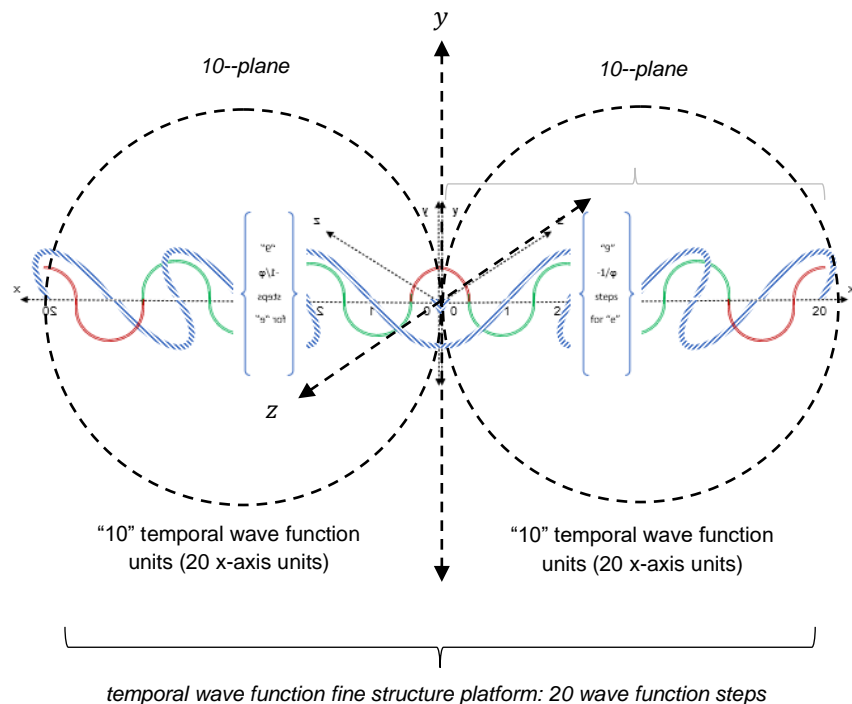 y
10--plane
10--plane
y
y
z
z
“9”
-1/φ
steps
for “e”
“9”
-1/φ
steps
for “e”
x
x
20
2
1
0
0
1
2
20
z
“10” temporal wave function
units (20 x-axis units)
“10” temporal wave function
units (20 x-axis units)
temporal wave function fine structure platform: 20 wave function steps